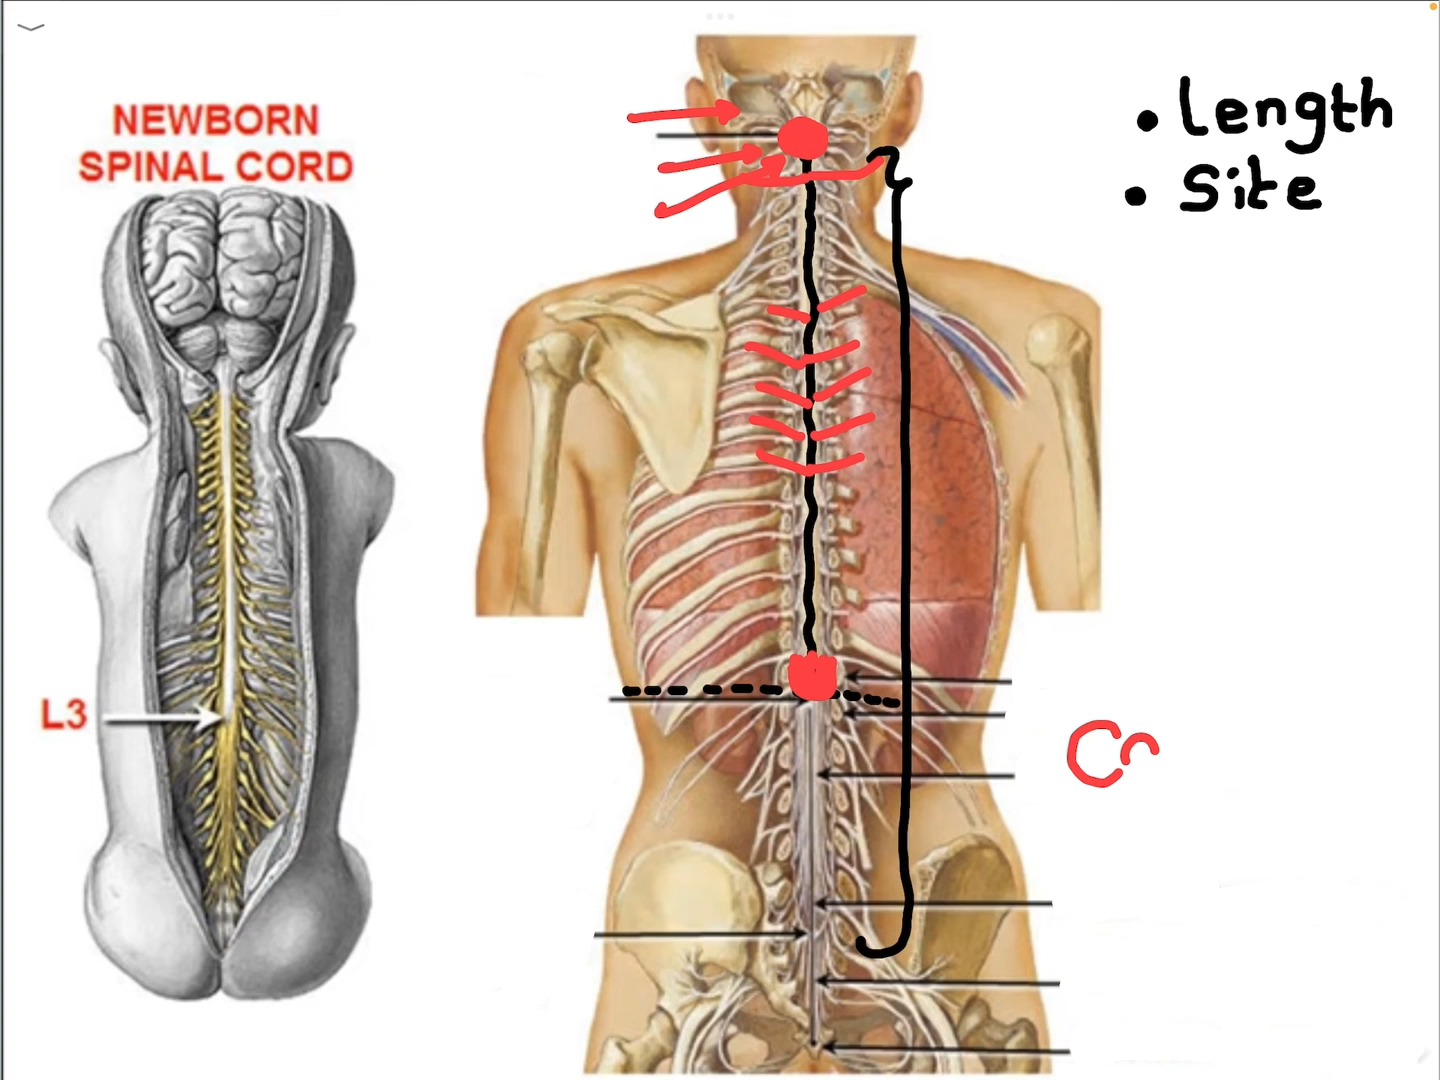 NEWBORN
SPINAL CORD
• Length
• Site
L3
Cr